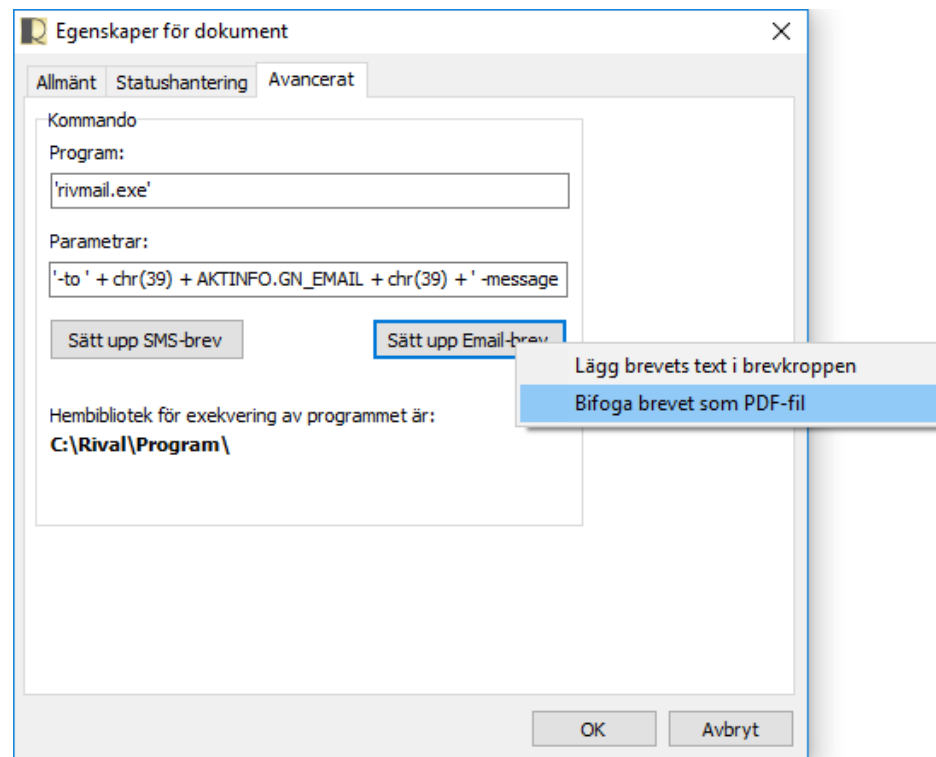 Egenskaper för dokument
Allmänt Statushantering Avancerat
Kommando
Program:
'rivmail.exe'
Parametrar:
'-to ' + chr(39) + AKTINFO.GN_EMAIL + chr(39) + ' -message
Sätt upp SMS-brev Sätt upp Email-brev
Lägg brevets text i brevkroppen
Bifoga brevet som PDF-fil
Hembibliotek för exekvering av programmet är:
C:\Rival\Program\
OK Avbryt